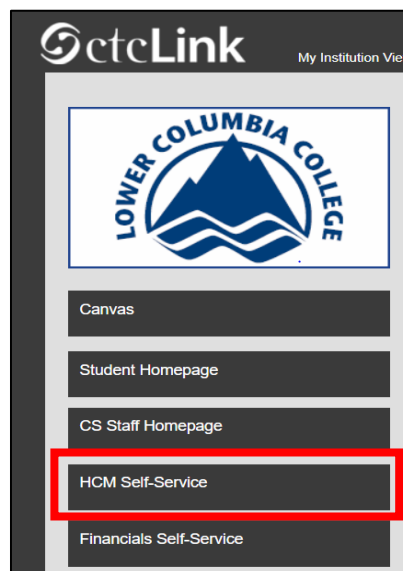 ctcLink
My Institution Vie
LOWER COLUMBIA COLLEGE
Canvas
Student Homepage
CS Staff Homepage
HCM Self-Service
Financials Self-Service